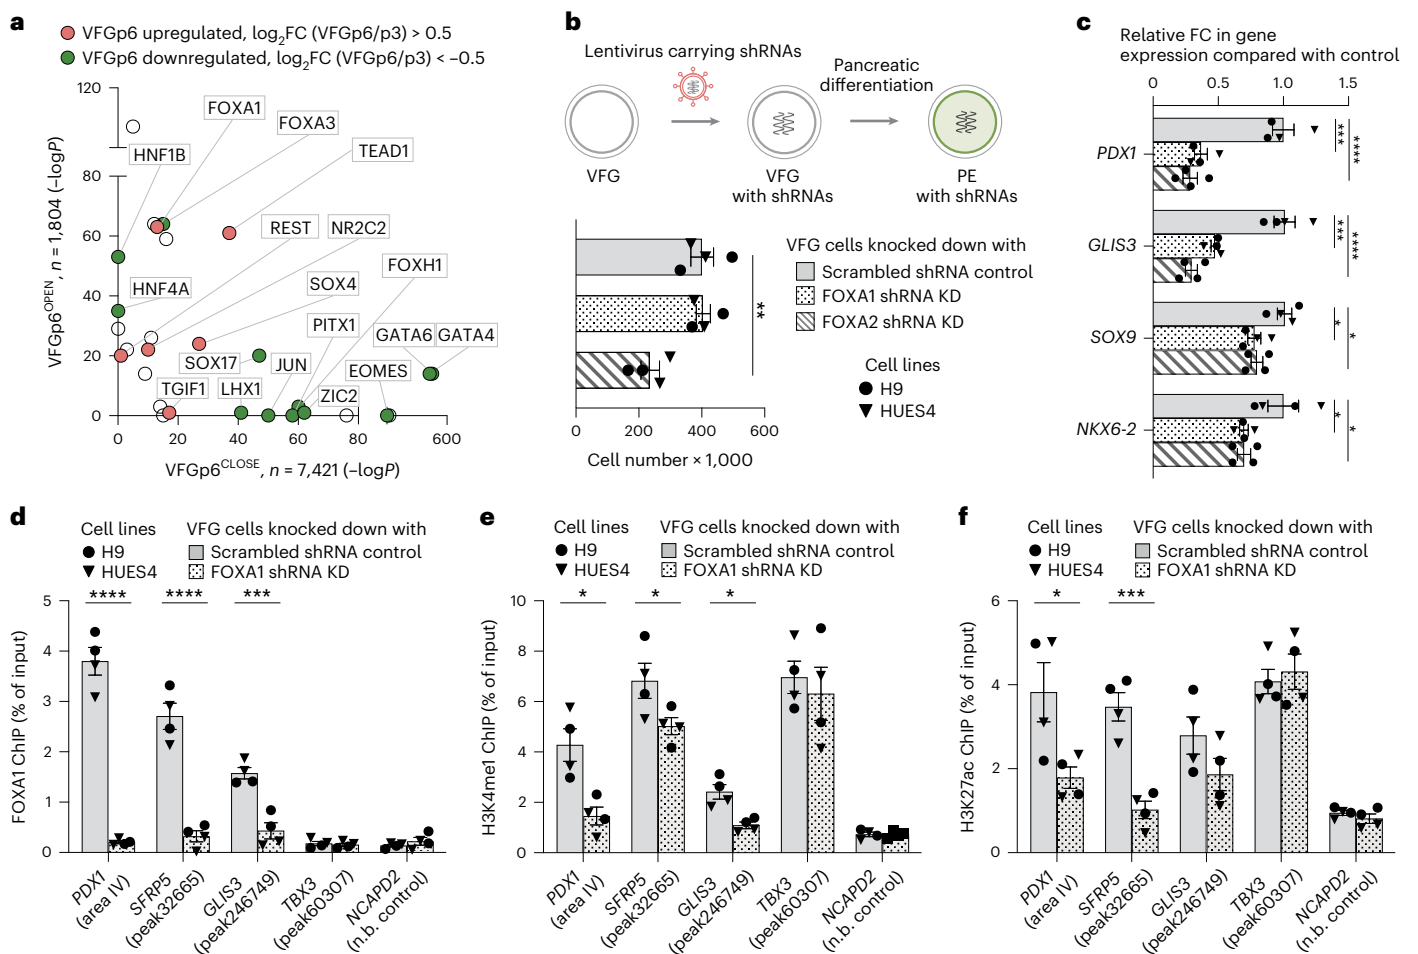 a
VFGp6 upregulated, log2FC (VFGp6/p3) > 0.5
VFGp6 downregulated, log2FC (VFGp6/p3) < −0.5
120
80
60
40
20
0
VFGp6OPEN, n = 1,804 (−logP)
FOXA1
FOXA3
HNF1B
TEAD1
REST
NR2C2
FOXH1
HNF4A
SOX4
PITX1
GATA6
GATA4
SOX17
JUN
EOMES
TGIF1
LHX1
ZIC2
0
20
40
60
80
600
VFGp6CLOSE, n = 7,421 (−logP)
b
Lentivirus carrying shRNAs
Pancreatic
differentiation
VFG
VFG
with shRNAs
PE
with shRNAs
**
0
200
400
600
Cell number × 1,000
VFG cells knocked down with
Scrambled shRNA control
FOXA1 shRNA KD
FOXA2 shRNA KD
Cell lines
H9
HUES4
c
Relative FC in gene
expression compared with control
0
0.5
1.0
1.5
PDX1
***
****
GLIS3
***
****
SOX9
*
*
NKX6-2
*
*
d
Cell lines
H9
HUES4
VFG cells knocked down with
Scrambled shRNA control
FOXA1 shRNA KD
5
4
3
2
1
0
FOXA1 ChIP (% of input)
****
****
***
PDX1
(area IV)
SFRP5
(peak32665)
GLIS3
(peak246749)
TBX3
(peak60307)
NCAPD2
(n.b. control)
e
Cell lines
H9
HUES4
VFG cells knocked down with
Scrambled shRNA control
FOXA1 shRNA KD
10
8
6
4
2
0
H3K4me1 ChIP (% of input)
*
*
*
PDX1
(area IV)
SFRP5
(peak32665)
GLIS3
(peak246749)
TBX3
(peak60307)
NCAPD2
(n.b. control)
f
Cell lines
H9
HUES4
VFG cells knocked down with
Scrambled shRNA control
FOXA1 shRNA KD
6
4
2
0
H3K27ac ChIP (% of input)
*
***
PDX1
(area IV)
SFRP5
(peak32665)
GLIS3
(peak246749)
TBX3
(peak60307)
NCAPD2
(n.b. control)